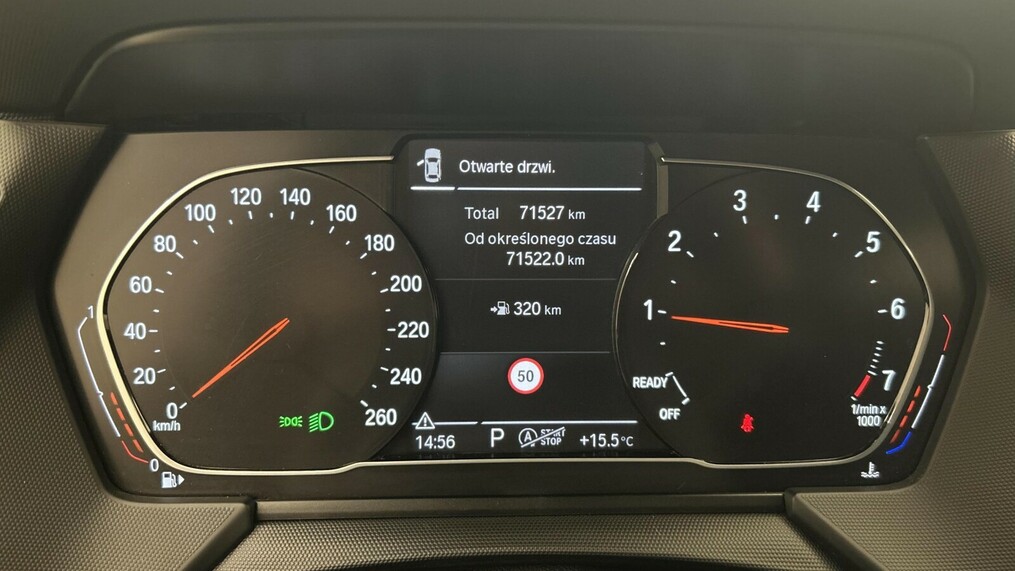 Otwarte drzwi.
Total 71527 km
Od określonego czasu
71522.0 km
320 km
50
14:56 P A START STOP +15.5°C
0 20 40 60 80 100 120 140 160 180 200 220 240 260
km/h
1
0
1 2 3 4 5 6 7
READY
OFF
1/min x
1000